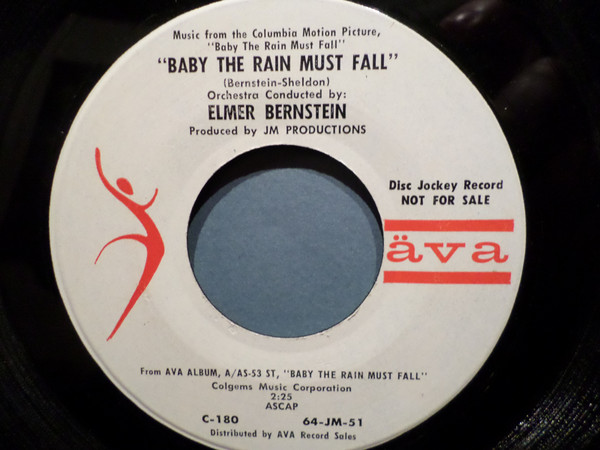 Music from the Columbia Motion Picture,
"Baby The Rain Must Fall"
"BABY THE RAIN MUST FALL"
(Bernstein-Sheldon)
Orchestra Conducted by:
ELMER BERNSTEIN
Produced by JM PRODUCTIONS
Disc Jockey Record
NOT FOR SALE
äva
From AVA ALBUM, A/AS-53 ST, "BABY THE RAIN MUST FALL"
Colgems Music Corporation
2:25
ASCAP
C-180 64-JM-51
Distributed by AVA Record Sales